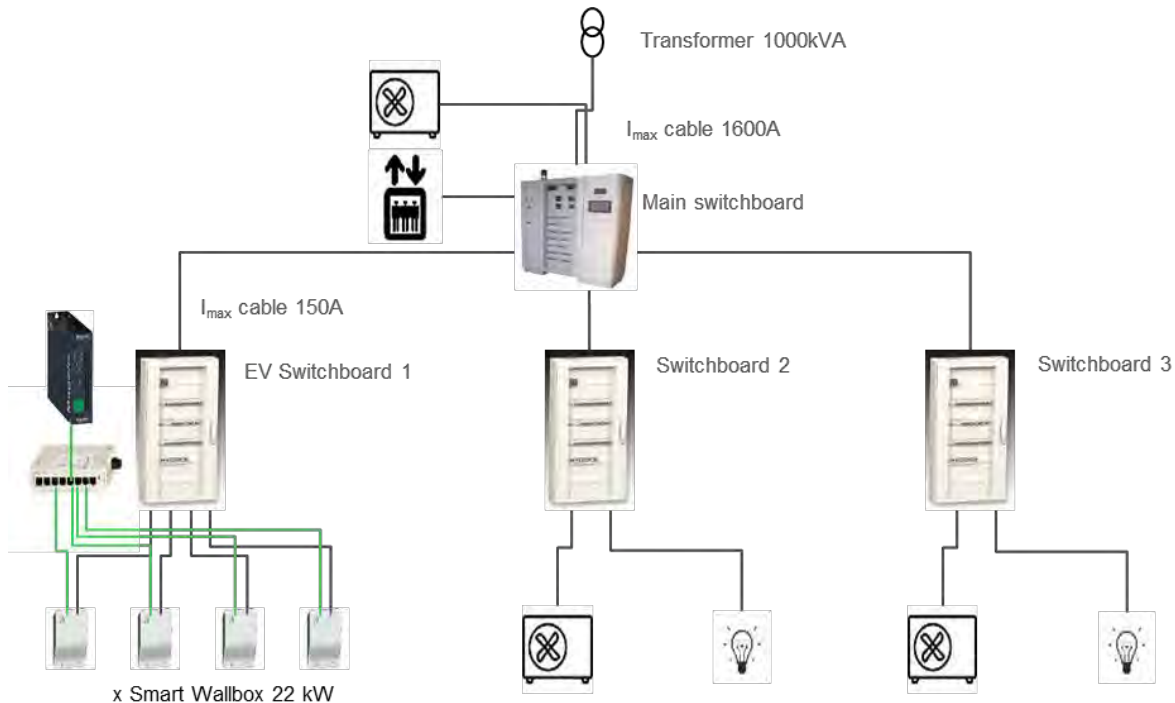 Transformer 1000kVA
Imax cable 1600A
Main switchboard
Imax cable 150A
EV Switchboard 1
Switchboard 2
Switchboard 3
x Smart Wallbox 22 kW